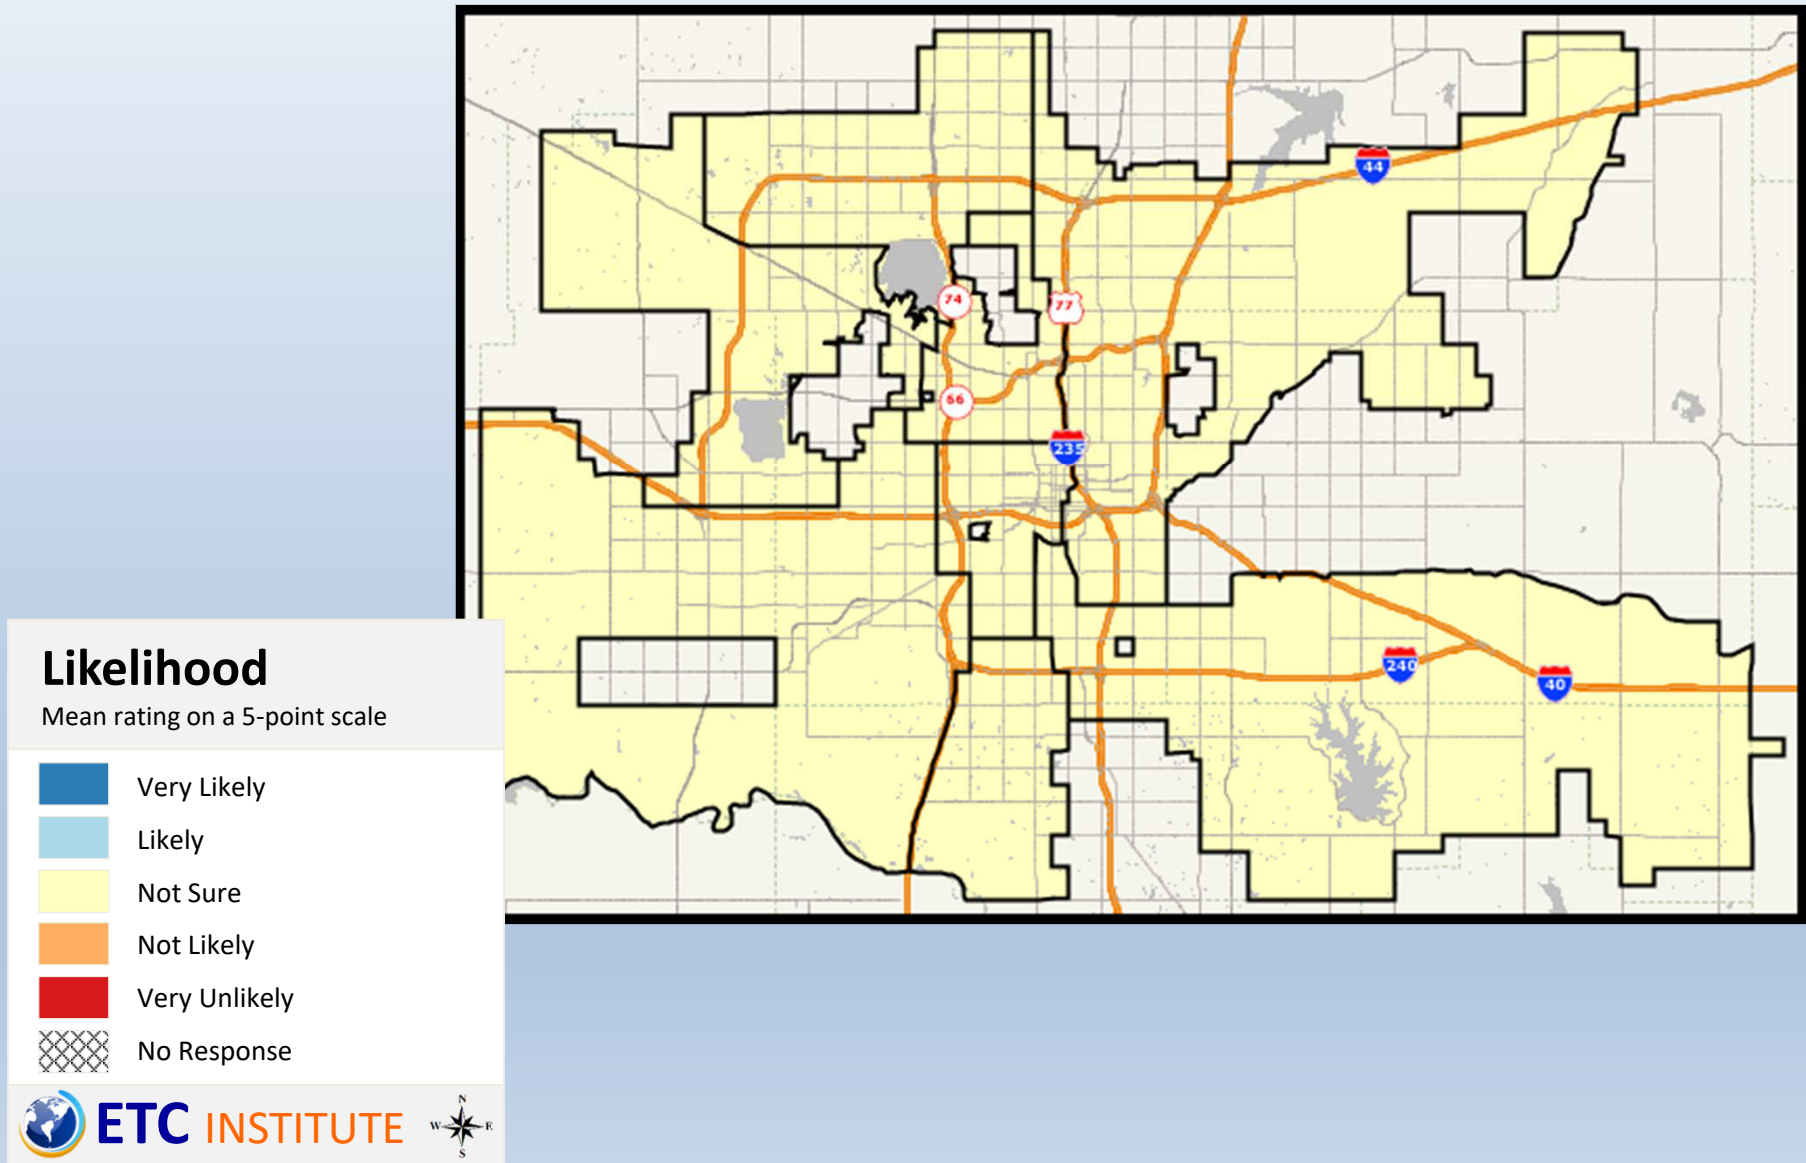 44
74
77
66
235
240
40
Likelihood
Mean rating on a 5-point scale
Very Likely
Likely
Not Sure
Not Likely
Very Unlikely
No Response
ETC INSTITUTE
N
W E
S